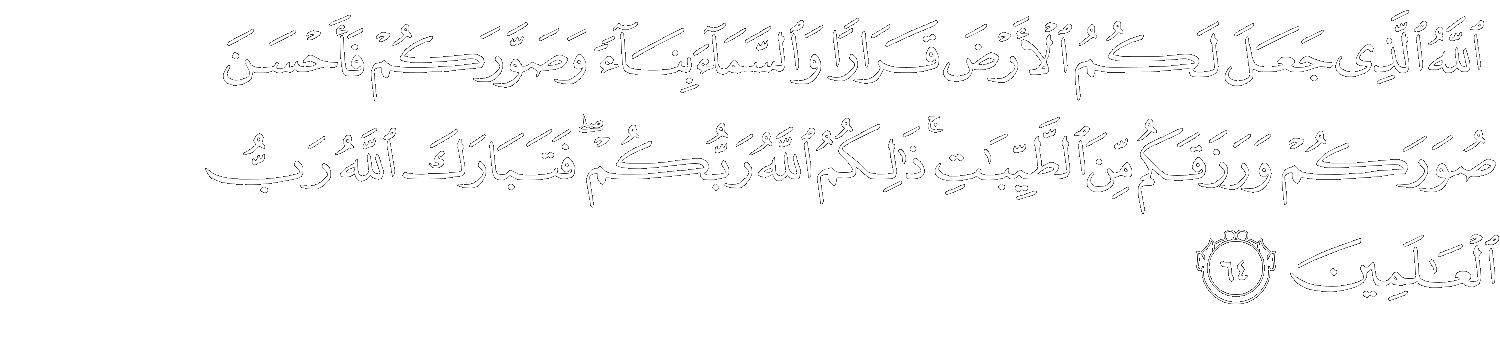 ٱللَّهُ ٱلَّذِى جَعَلَ لَكُمُ ٱلْأَرْضَ قَرَارًا وَٱلسَّمَآءَ بِنَآءً وَصَوَّرَكُمْ فَأَحْسَنَ
صُوَرَكُمْ وَرَزَقَكُم مِّنَ ٱلطَّيِّبَٰتِ ۚ ذَٰلِكُمُ ٱللَّهُ رَبُّكُمْ ۖ فَتَبَارَكَ ٱللَّهُ رَبُّ
ٱلْعَٰلَمِينَ ٦٤